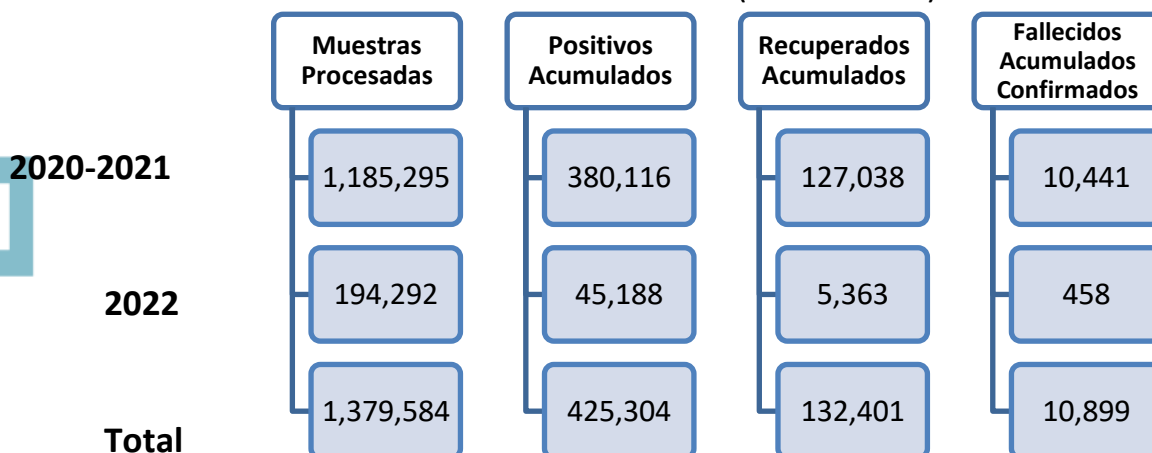 Muestras
Procesadas
Positivos
Acumulados
Recuperados
Acumulados
Fallecidos
Acumulados
Confirmados
2020-2021
1,185,295
380,116
127,038
10,441
2022
194,292
45,188
5,363
458
Total
1,379,584
425,304
132,401
10,899